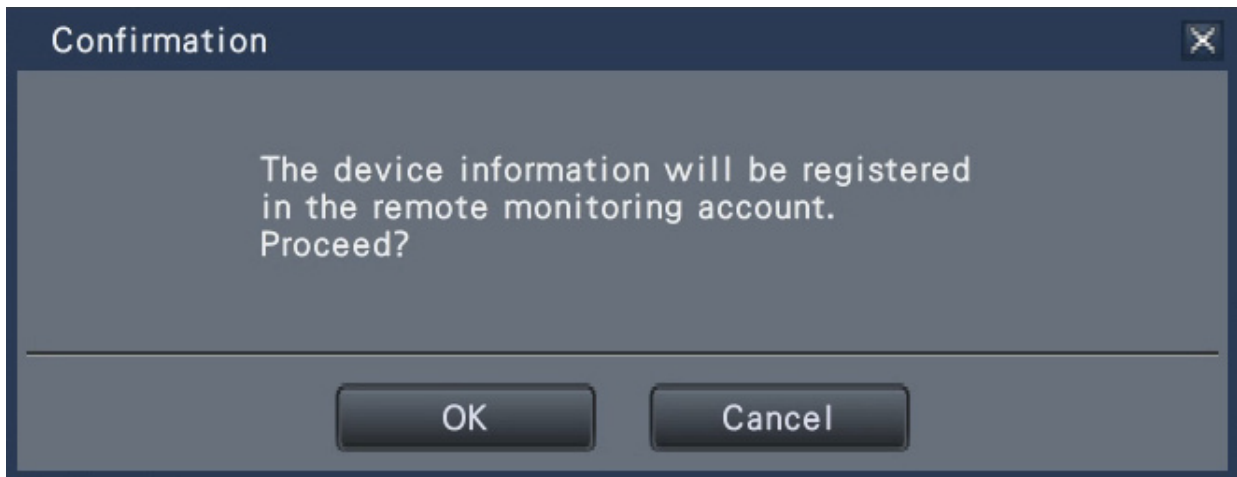 Confirmation
The device information will be registered
in the remote monitoring account.
Proceed?
OK
Cancel